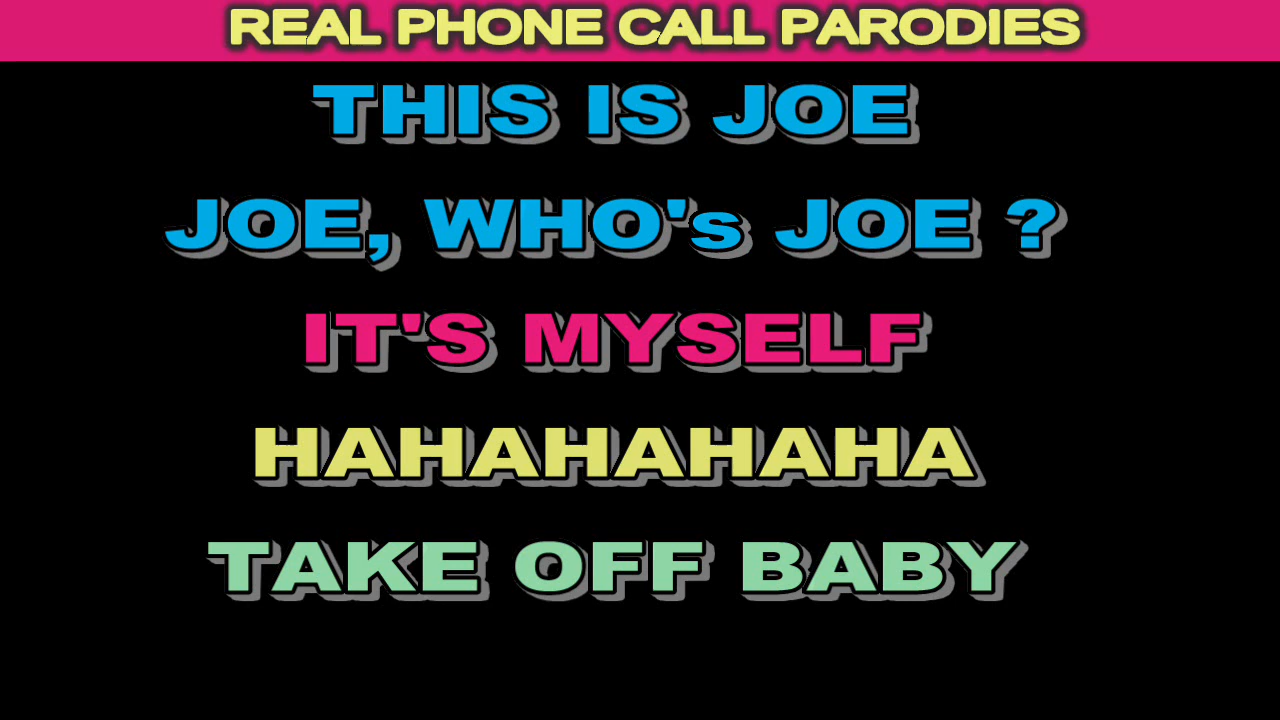 REAL PHONE CALL PARODIES
THIS IS JOE
JOE, WHO's JOE ?
IT'S MYSELF
HAHAHAHAHA
TAKE OFF BABY